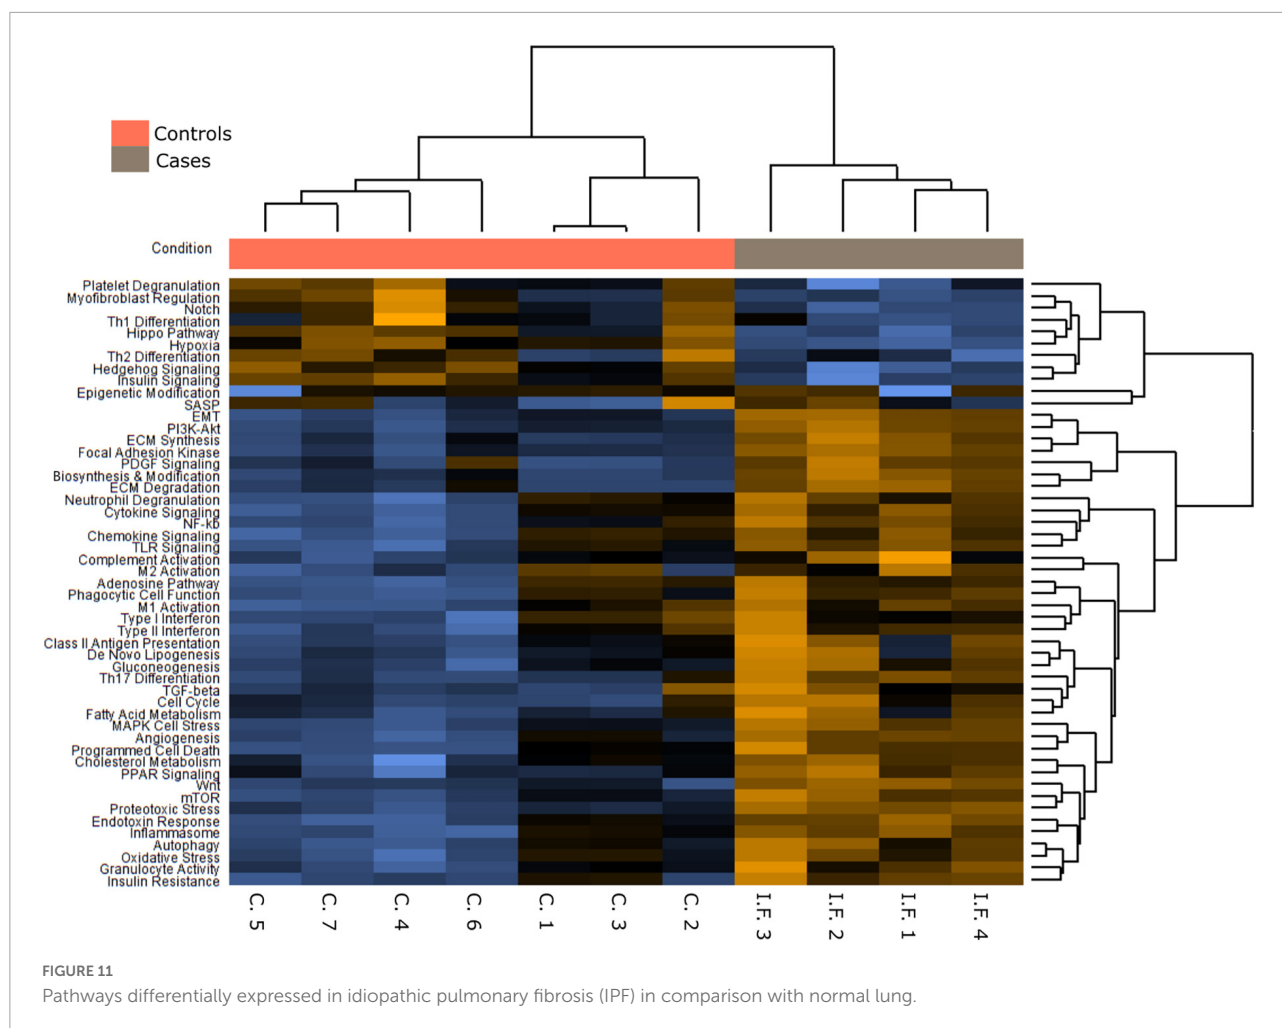 Controls
Cases
Condition
Platelet Degranulation
Myofibroblast Regulation
Notch
Th1 Differentiation
Hippo Pathway
Hypoxia
Th2 Differentiation
Hedgehog Signaling
Insulin Signaling
Epigenetic Modification
SASP
EMT
PI3K-Akt
ECM Synthesis
Focal Adhesion Kinase
PDGF Signaling
Biosynthesis & Modification
ECM Degradation
Neutrophil Degranulation
Cytokine Signaling
NF-kb
Chemokine Signaling
TLR Signaling
Complement Activation
M2 Activation
Adenosine Pathway
Phagocytic Cell Function
M1 Activation
Type I Interferon
Type II Interferon
Class II Antigen Presentation
De Novo Lipogenesis
Gluconeogenesis
Th17 Differentiation
TGF-beta
Cell Cycle
Fatty Acid Metabolism
MAPK Cell Stress
Angiogenesis
Programmed Cell Death
Cholesterol Metabolism
PPAR Signaling
Wnt
mTOR
Proteotoxic Stress
Endotoxin Response
Inflammasome
Autophagy
Oxidative Stress
Granulocyte Activity
Insulin Resistance
C. 5
C. 7
C. 4
C. 6
C. 1
C. 3
C. 2
I.F. 3
I.F. 2
I.F. 1
I.F. 4
FIGURE 11
Pathways differentially expressed in idiopathic pulmonary fibrosis (IPF) in comparison with normal lung.